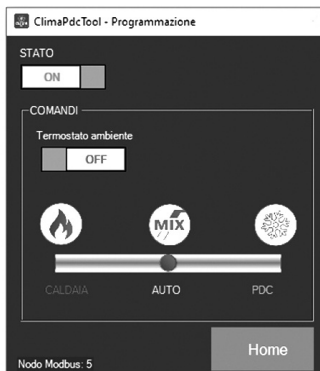 ClimaPdcTool - Programmazione
STATO
ON
COMANDI
Termostato ambiente
OFF
MIX
CALDAIA AUTO PDC
Home
Nodo Modbus: 5